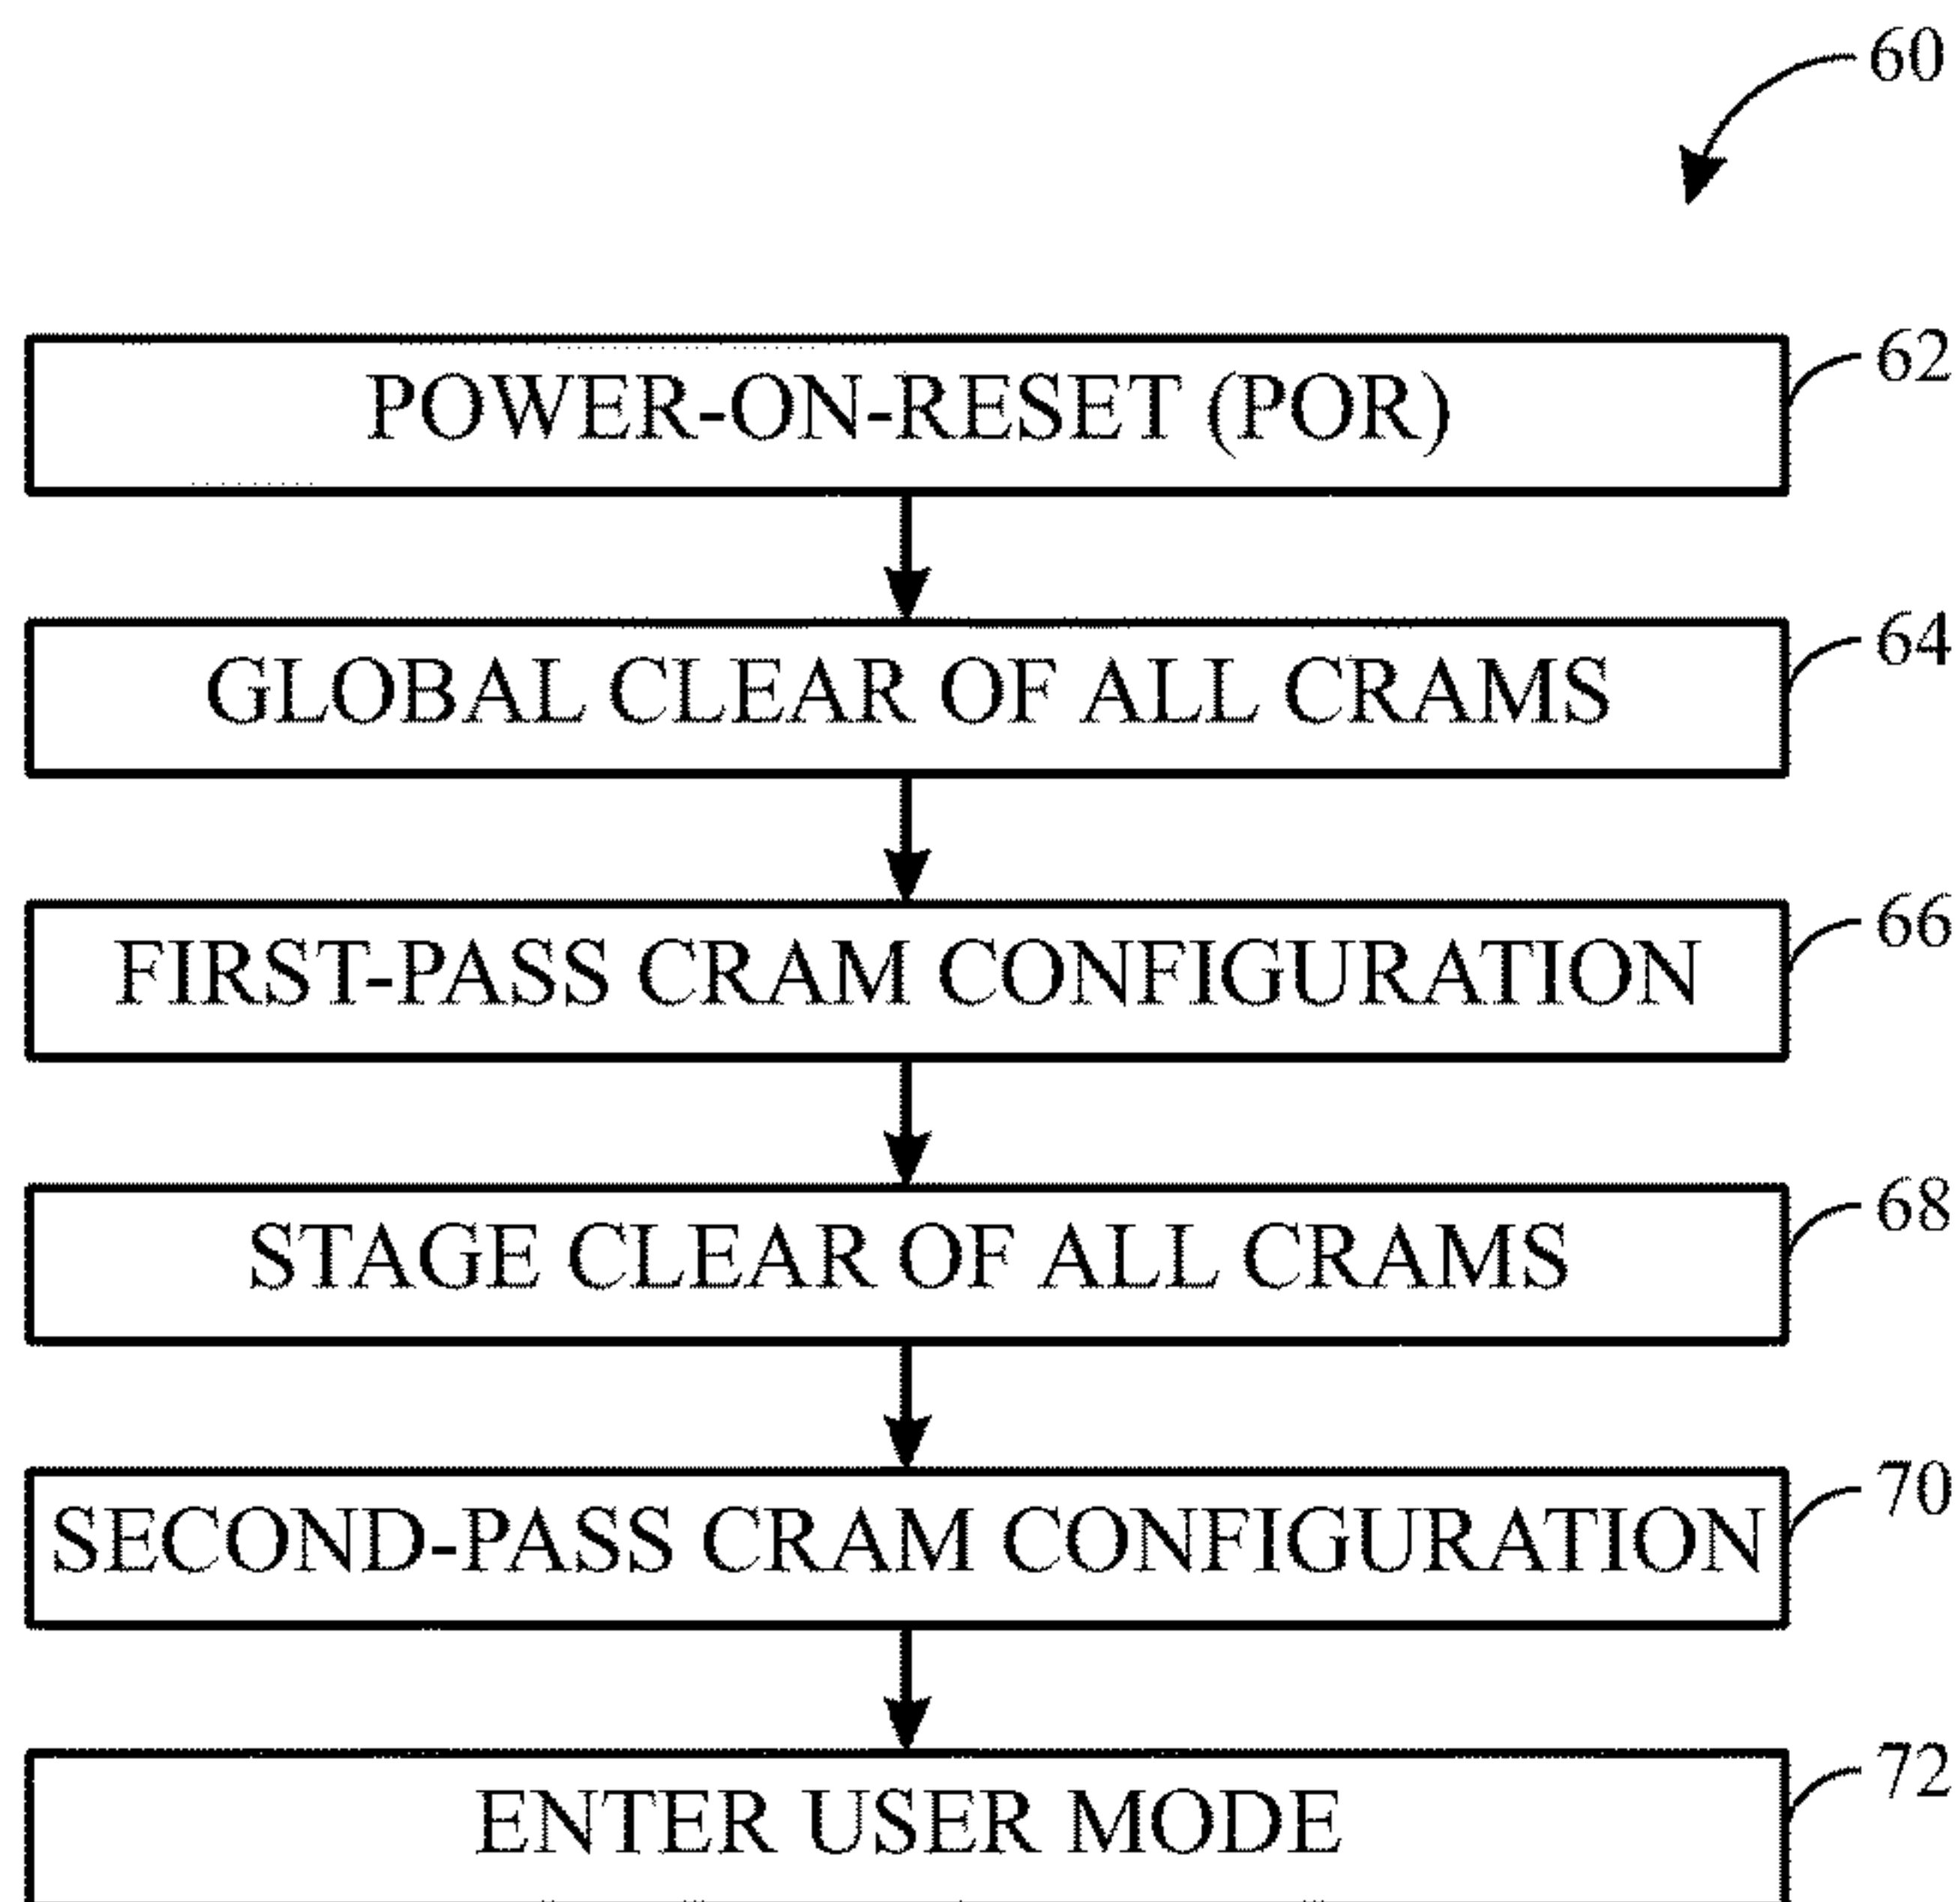 60
POWER-ON-RESET (POR)
62
GLOBAL CLEAR OF ALL CRAMS
64
FIRST-PASS CRAM CONFIGURATION
66
STAGE CLEAR OF ALL CRAMS
68
SECOND-PASS CRAM CONFIGURATION
70
ENTER USER MODE
72